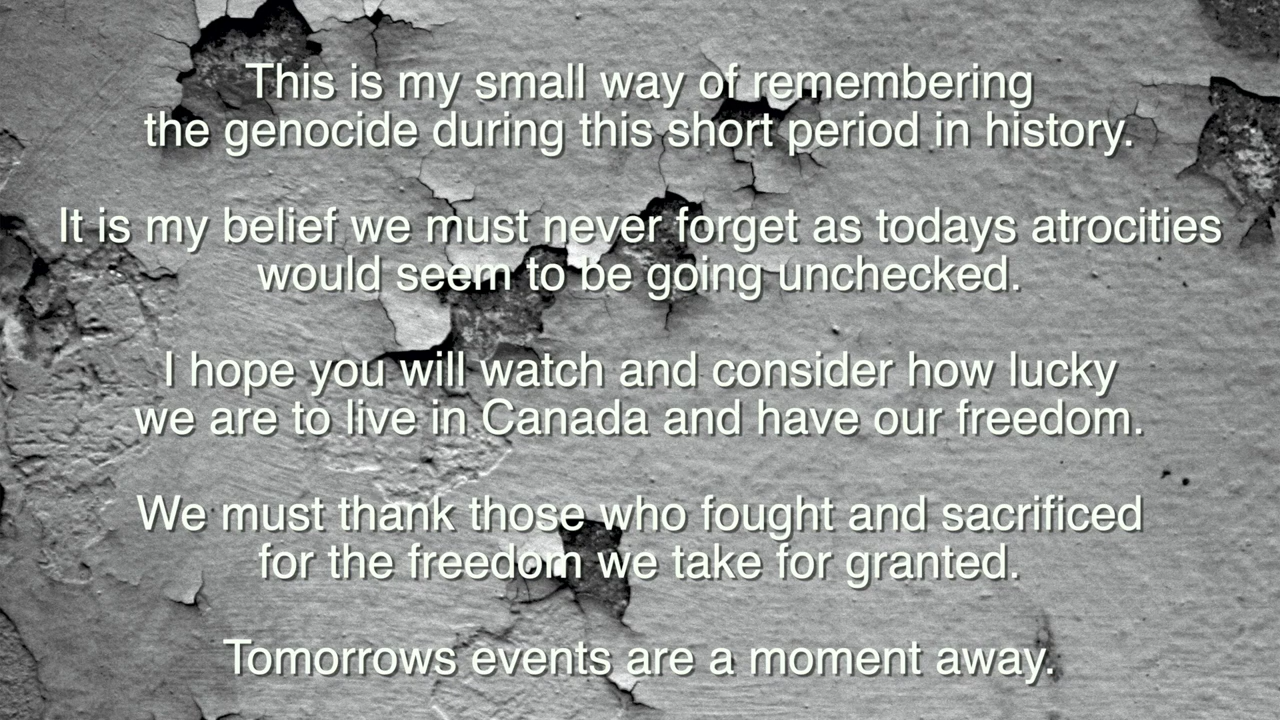 This is my small way of remembering
the genocide during this short period in history.
It is my belief we must never forget as todays atrocities
would seem to be going unchecked.
I hope you will watch and consider how lucky
we are to live in Canada and have our freedom.
We must thank those who fought and sacrificed
for the freedom we take for granted.
Tomorrows events are a moment away.